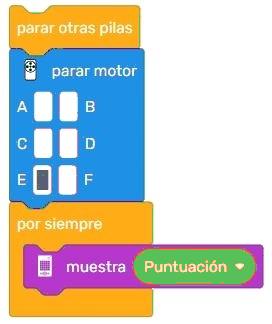 parar otras pilas
parar motor
A B
C D
E F
por siempre
muestra Puntuación